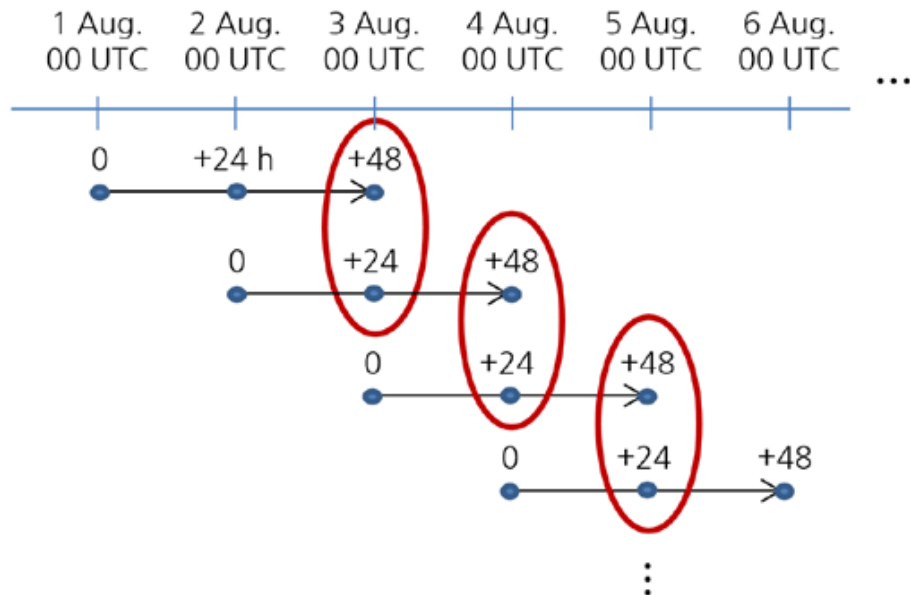 1 Aug. 2 Aug. 3 Aug. 4 Aug. 5 Aug. 6 Aug.
00 UTC 00 UTC 00 UTC 00 UTC 00 UTC 00 UTC
...
0 +24 h +48
0 +24 +48
0 +24 +48
0 +24 +48